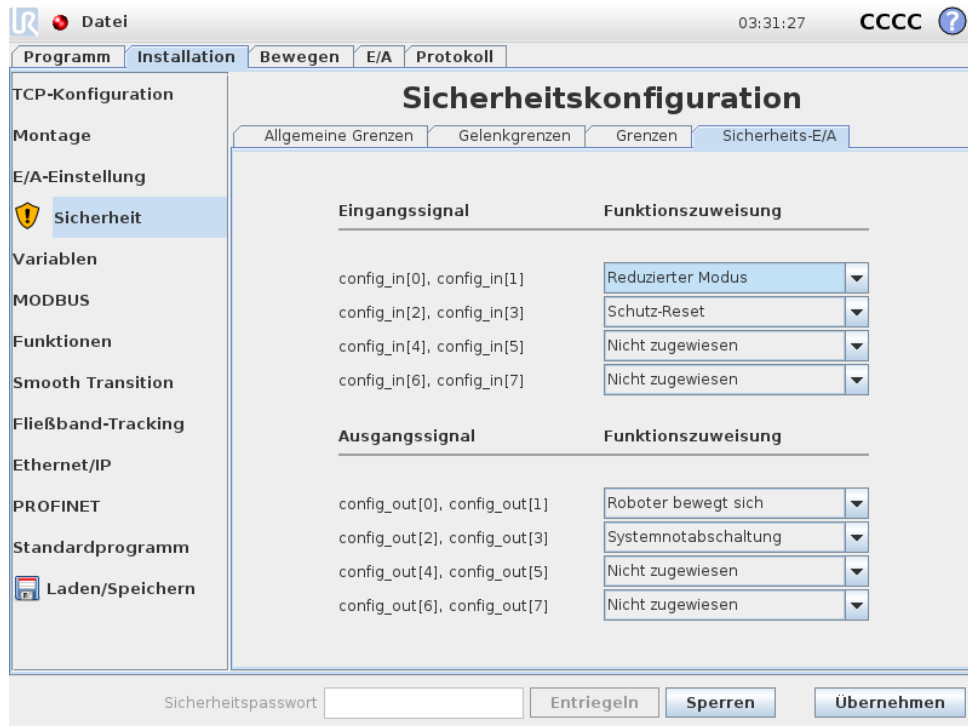 UR Datei 03:31:27 CCCC ?
Programm Installation Bewegen E/A Protokoll
TCP-Konfiguration
Montage
E/A-Einstellung
Sicherheit
Variablen
MODBUS
Funktionen
Smooth Transition
Fließband-Tracking
Ethernet/IP
PROFINET
Standardprogramm
Laden/Speichern
Sicherheitskonfiguration
Allgemeine Grenzen Gelenkgrenzen Grenzen Sicherheits-E/A
Eingangssignal Funktionszuweisung
config_in[0], config_in[1] Reduzierter Modus
config_in[2], config_in[3] Schutz-Reset
config_in[4], config_in[5] Nicht zugewiesen
config_in[6], config_in[7] Nicht zugewiesen
Ausgangssignal Funktionszuweisung
config_out[0], config_out[1] Roboter bewegt sich
config_out[2], config_out[3] Systemnotabschaltung
config_out[4], config_out[5] Nicht zugewiesen
config_out[6], config_out[7] Nicht zugewiesen
Sicherheitspasswort Entriegeln Sperren Übernehmen